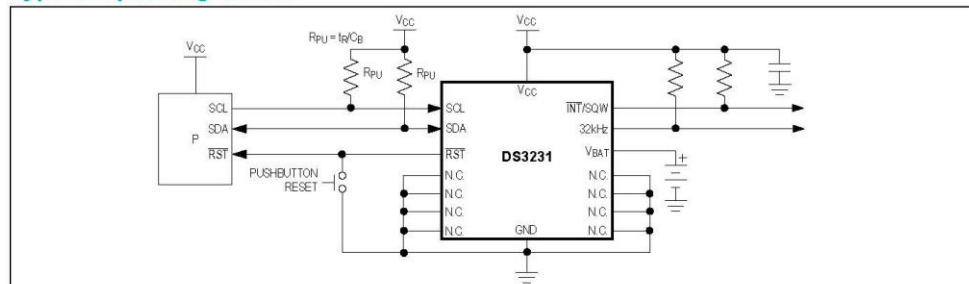 VCC
VCC
VCC
RPU = tR/CB
RPU
RPU
VCC
SCL
SCL
INT/SQW
SDA
SDA
32kHz
P
RST
RST
DS3231
VBAT
PUSHBUTTON
RESET
N.C.
N.C.
N.C.
N.C.
N.C.
N.C.
N.C.
GND
N.C.